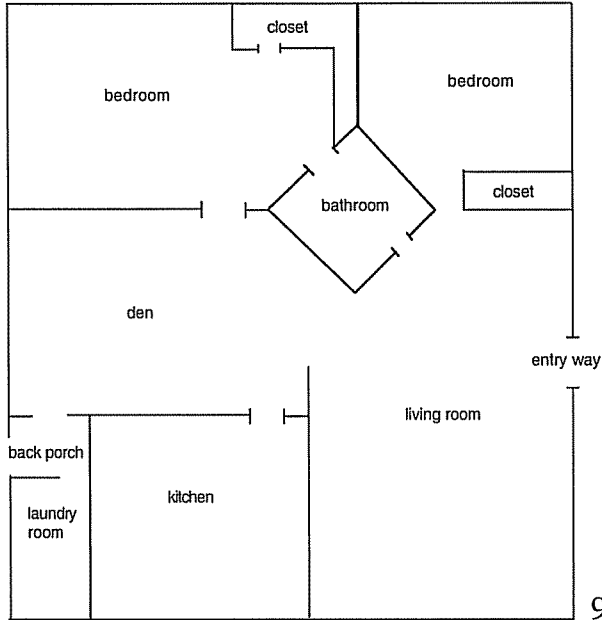 closet
bedroom
bedroom
closet
bathroom
den
entry way
living room
back porch
kitchen
laundry
room
9